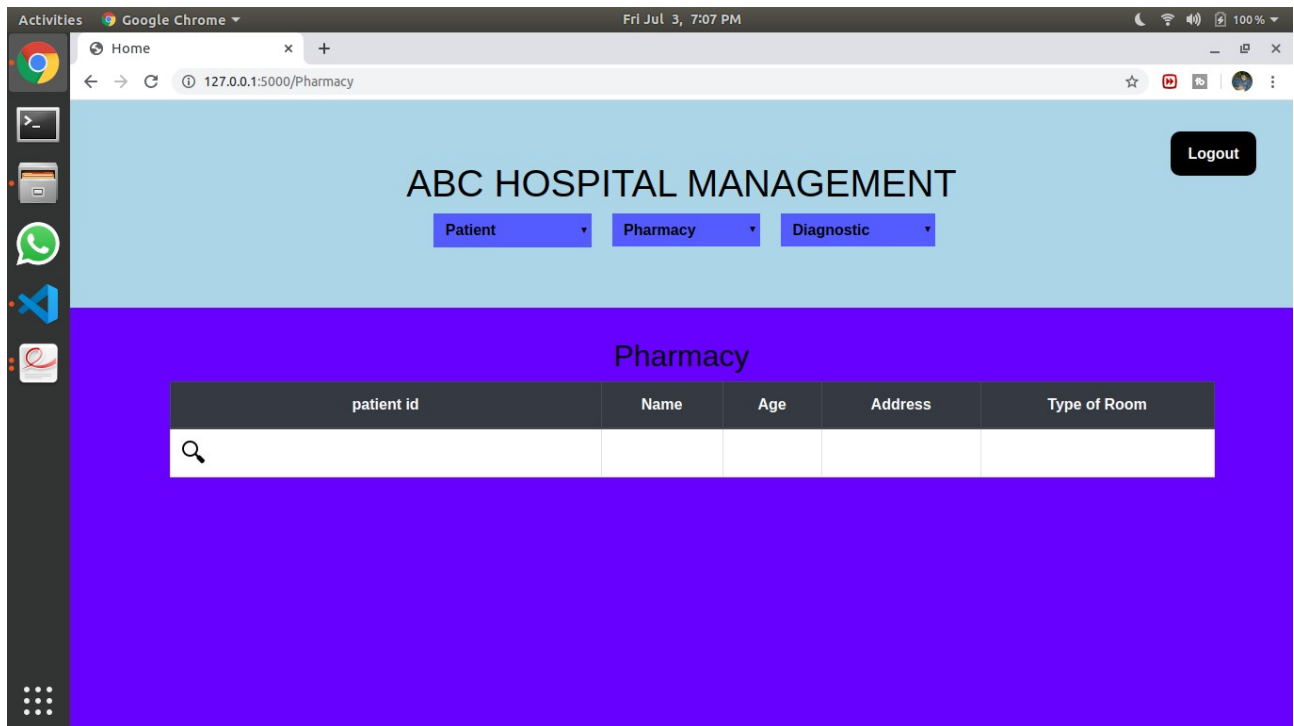 Activities Google Chrome Fri Jul 3, 7:07 PM 100 %
Home
127.0.0.1:5000/Pharmacy fb
Logout
ABC HOSPITAL MANAGEMENT
Patient Pharmacy Diagnostic
Pharmacy
patient id Name Age Address Type of Room